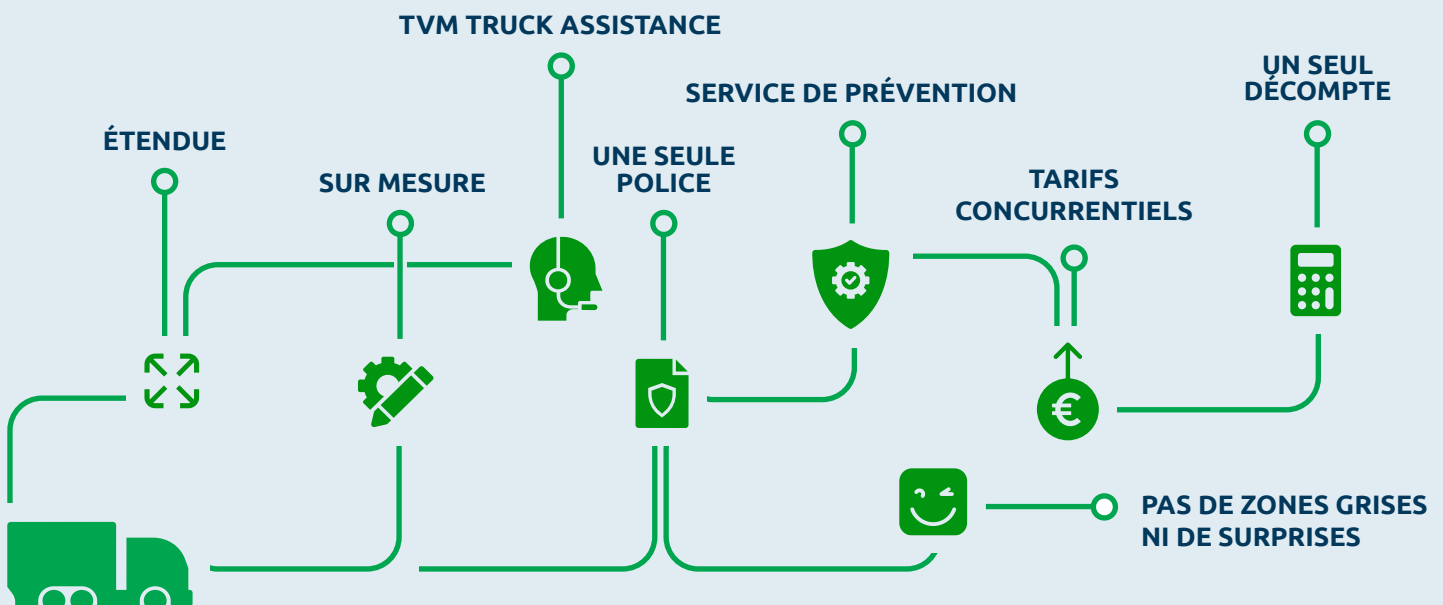 TVM TRUCK ASSISTANCE
UN SEUL
DÉCOMPTE
SERVICE DE PRÉVENTION
ÉTENDUE
UNE SEULE
POLICE
SUR MESURE
TARIFS
CONCURRENTIELS
€
PAS DE ZONES GRISES
NI DE SURPRISES